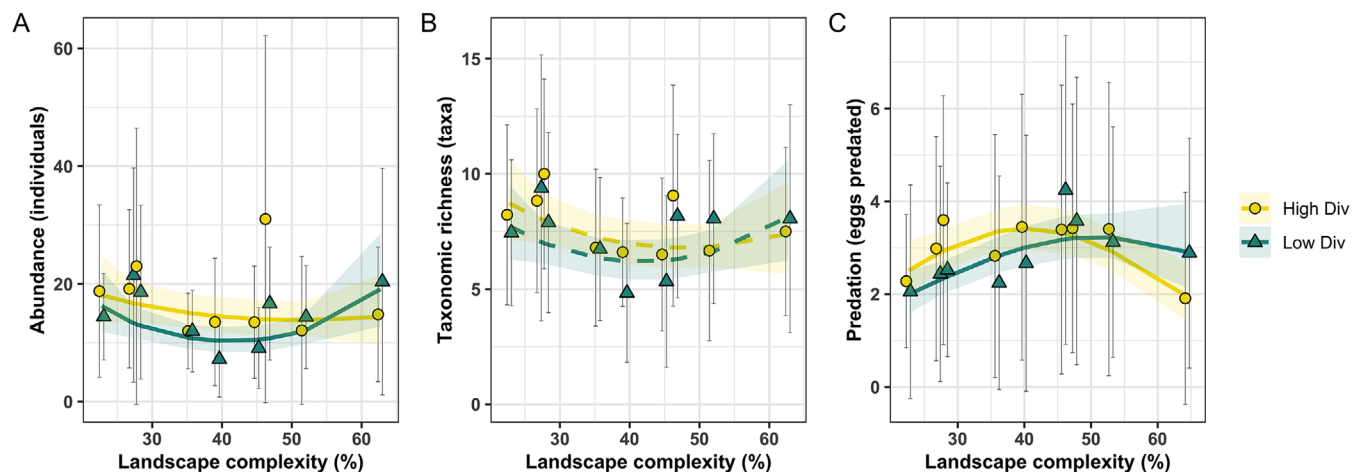 A
B
C
Abundance (individuals)
60
40
20
0
30
40
50
60
Landscape complexity (%)
Taxonomic richness (taxa)
15
10
5
0
30
40
50
60
Landscape complexity (%)
Predation (eggs predated)
6
4
2
0
30
40
50
60
Landscape complexity (%)
High Div
Low Div